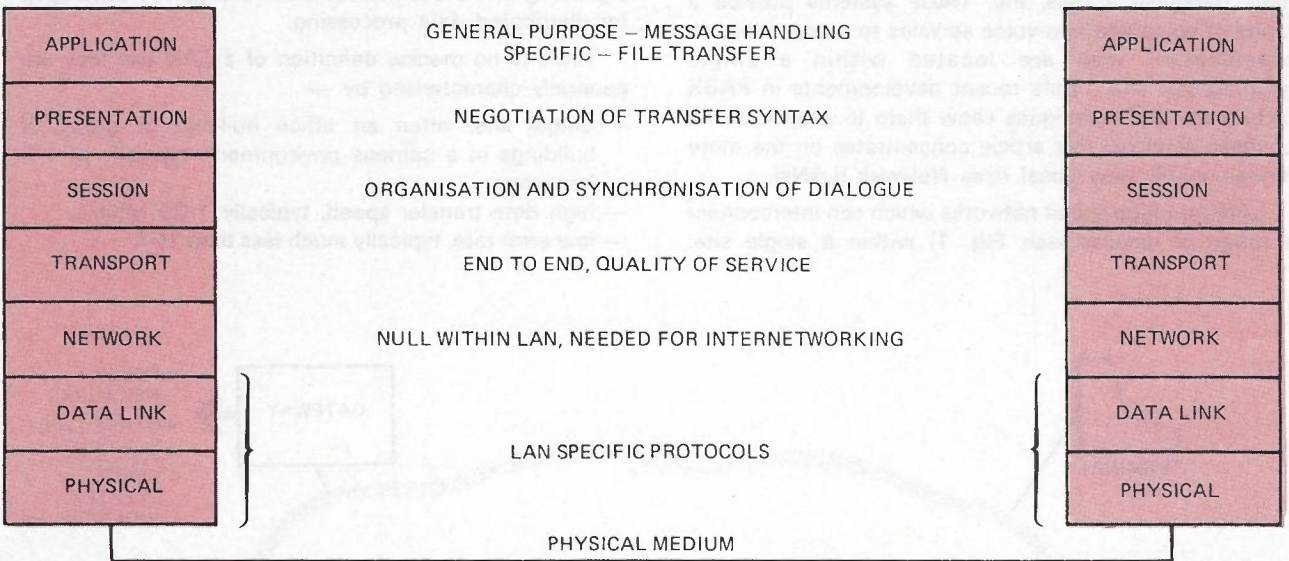 APPLICATION GENERAL PURPOSE – MESSAGE HANDLING APPLICATION
SPECIFIC – FILE TRANSFER
PRESENTATION NEGOTIATION OF TRANSFER SYNTAX PRESENTATION
SESSION ORGANISATION AND SYNCHRONISATION OF DIALOGUE SESSION
TRANSPORT END TO END, QUALITY OF SERVICE TRANSPORT
NETWORK NULL WITHIN LAN, NEEDED FOR INTERNETWORKING NETWORK
DATA LINK DATA LINK
LAN SPECIFIC PROTOCOLS
PHYSICAL PHYSICAL
PHYSICAL MEDIUM